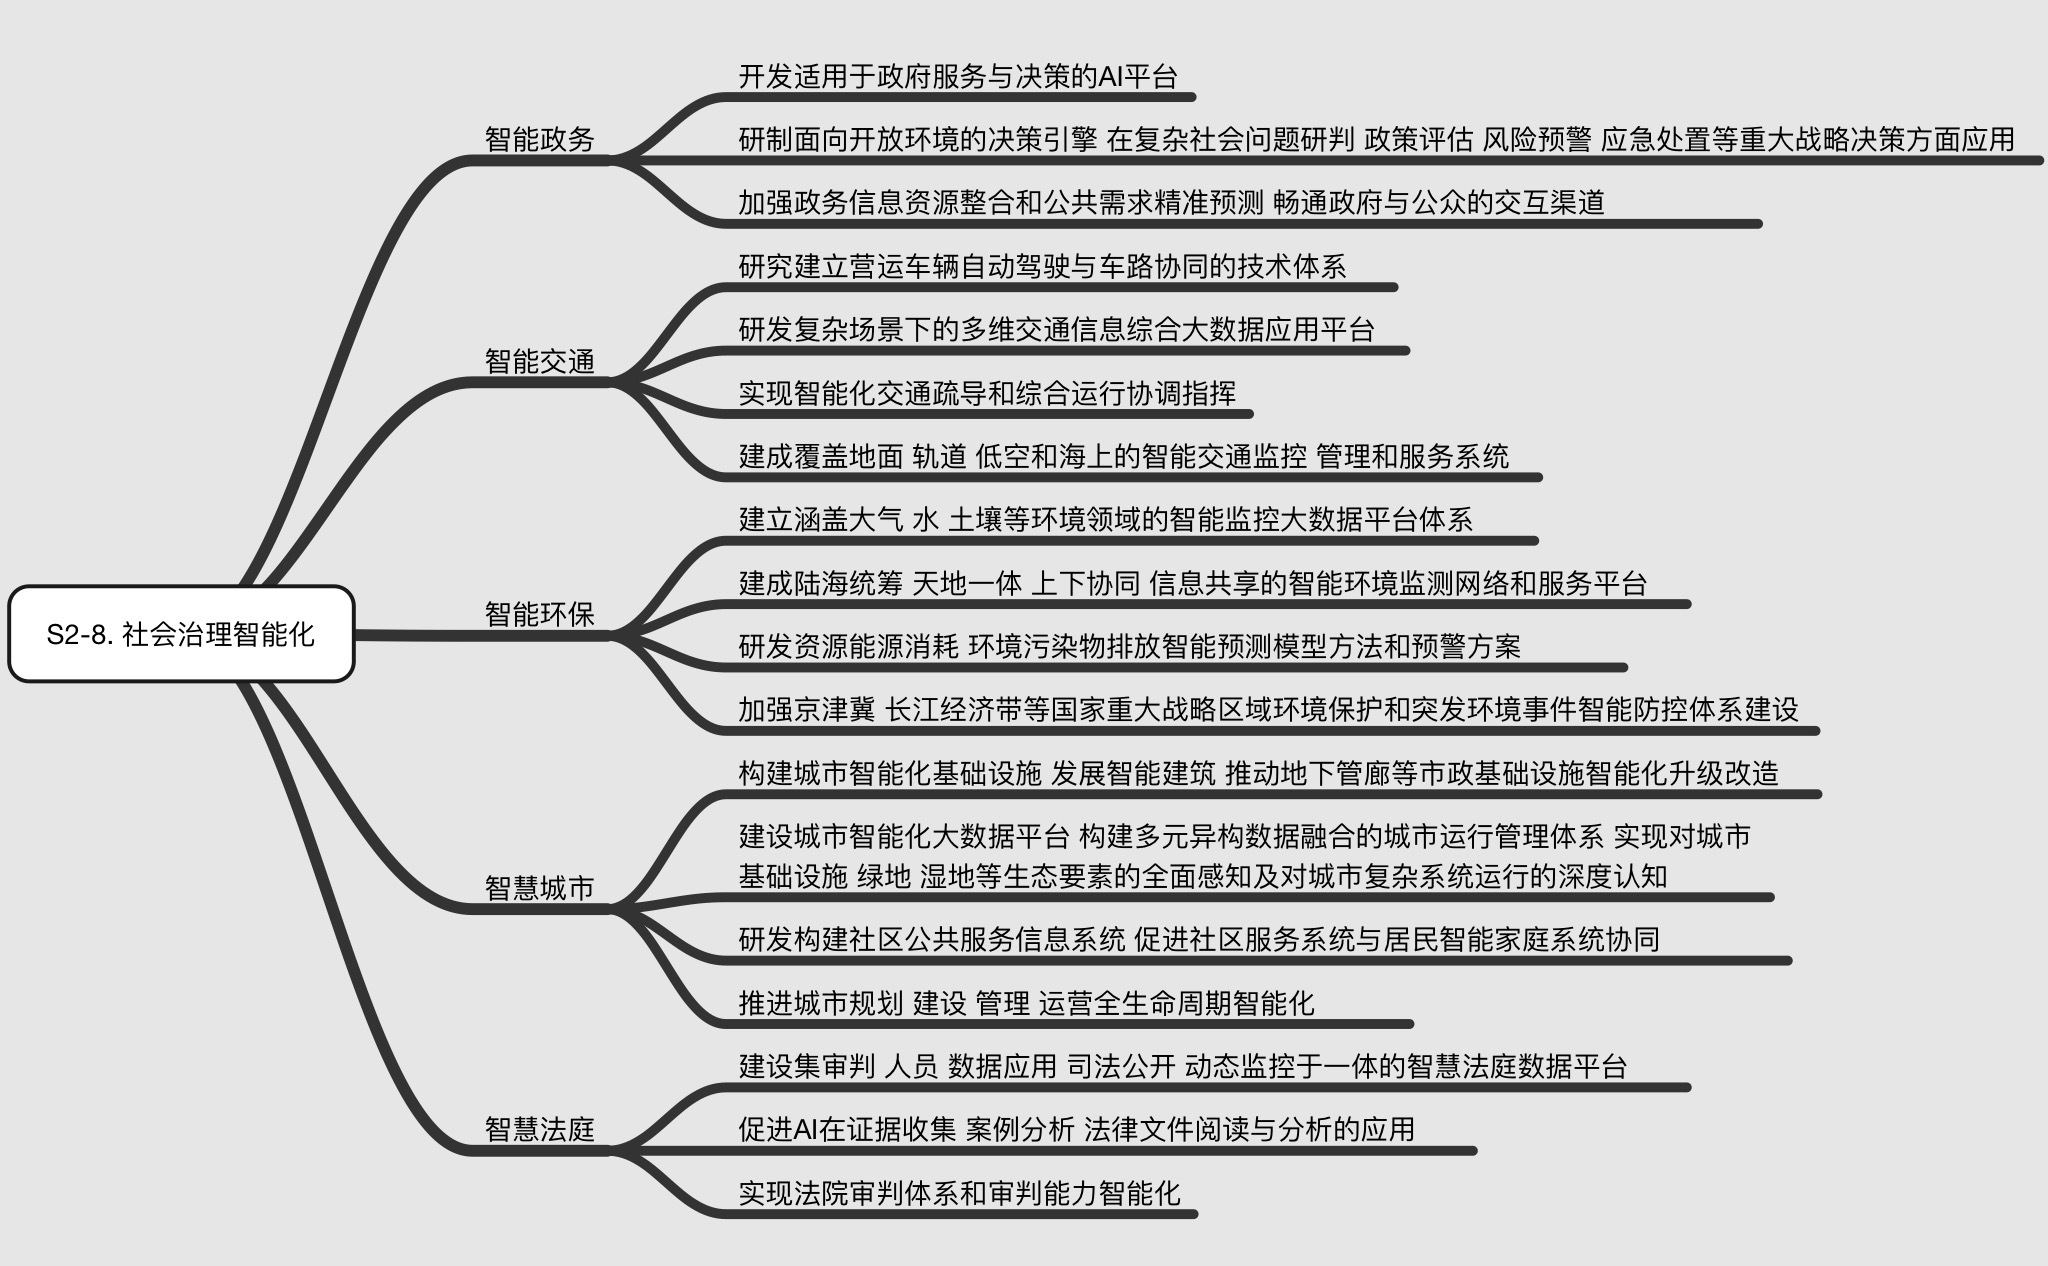 开发适用于政府服务与决策的AI平台
智能政务
研制面向开放环境的决策引擎 在复杂社会问题研判 政策评估 风险预警 应急处置等重大战略决策方面应用
加强政务信息资源整合和公共需求精准预测 畅通政府与公众的交互渠道
研究建立营运车辆自动驾驶与车路协同的技术体系
研发复杂场景下的多维交通信息综合大数据应用平台
智能交通
实现智能化交通疏导和综合运行协调指挥
建成覆盖地面 轨道 低空和海上的智能交通监控 管理和服务系统
建立涵盖大气 水 土壤等环境领域的智能监控大数据平台体系
建成陆海统筹 天地一体 上下协同 信息共享的智能环境监测网络和服务平台
智能环保
S2-8. 社会治理智能化
研发资源能源消耗 环境污染物排放智能预测模型方法和预警方案
加强京津冀 长江经济带等国家重大战略区域环境保护和突发环境事件智能防控体系建设
构建城市智能化基础设施 发展智能建筑 推动地下管廊等市政基础设施智能化升级改造
建设城市智能化大数据平台 构建多元异构数据融合的城市运行管理体系 实现对城市
基础设施 绿地 湿地等生态要素的全面感知及对城市复杂系统运行的深度认知
智慧城市
研发构建社区公共服务信息系统 促进社区服务系统与居民智能家庭系统协同
推进城市规划 建设 管理 运营全生命周期智能化
建设集审判 人员 数据应用 司法公开 动态监控于一体的智慧法庭数据平台
智慧法庭
促进AI在证据收集 案例分析 法律文件阅读与分析的应用
实现法院审判体系和审判能力智能化